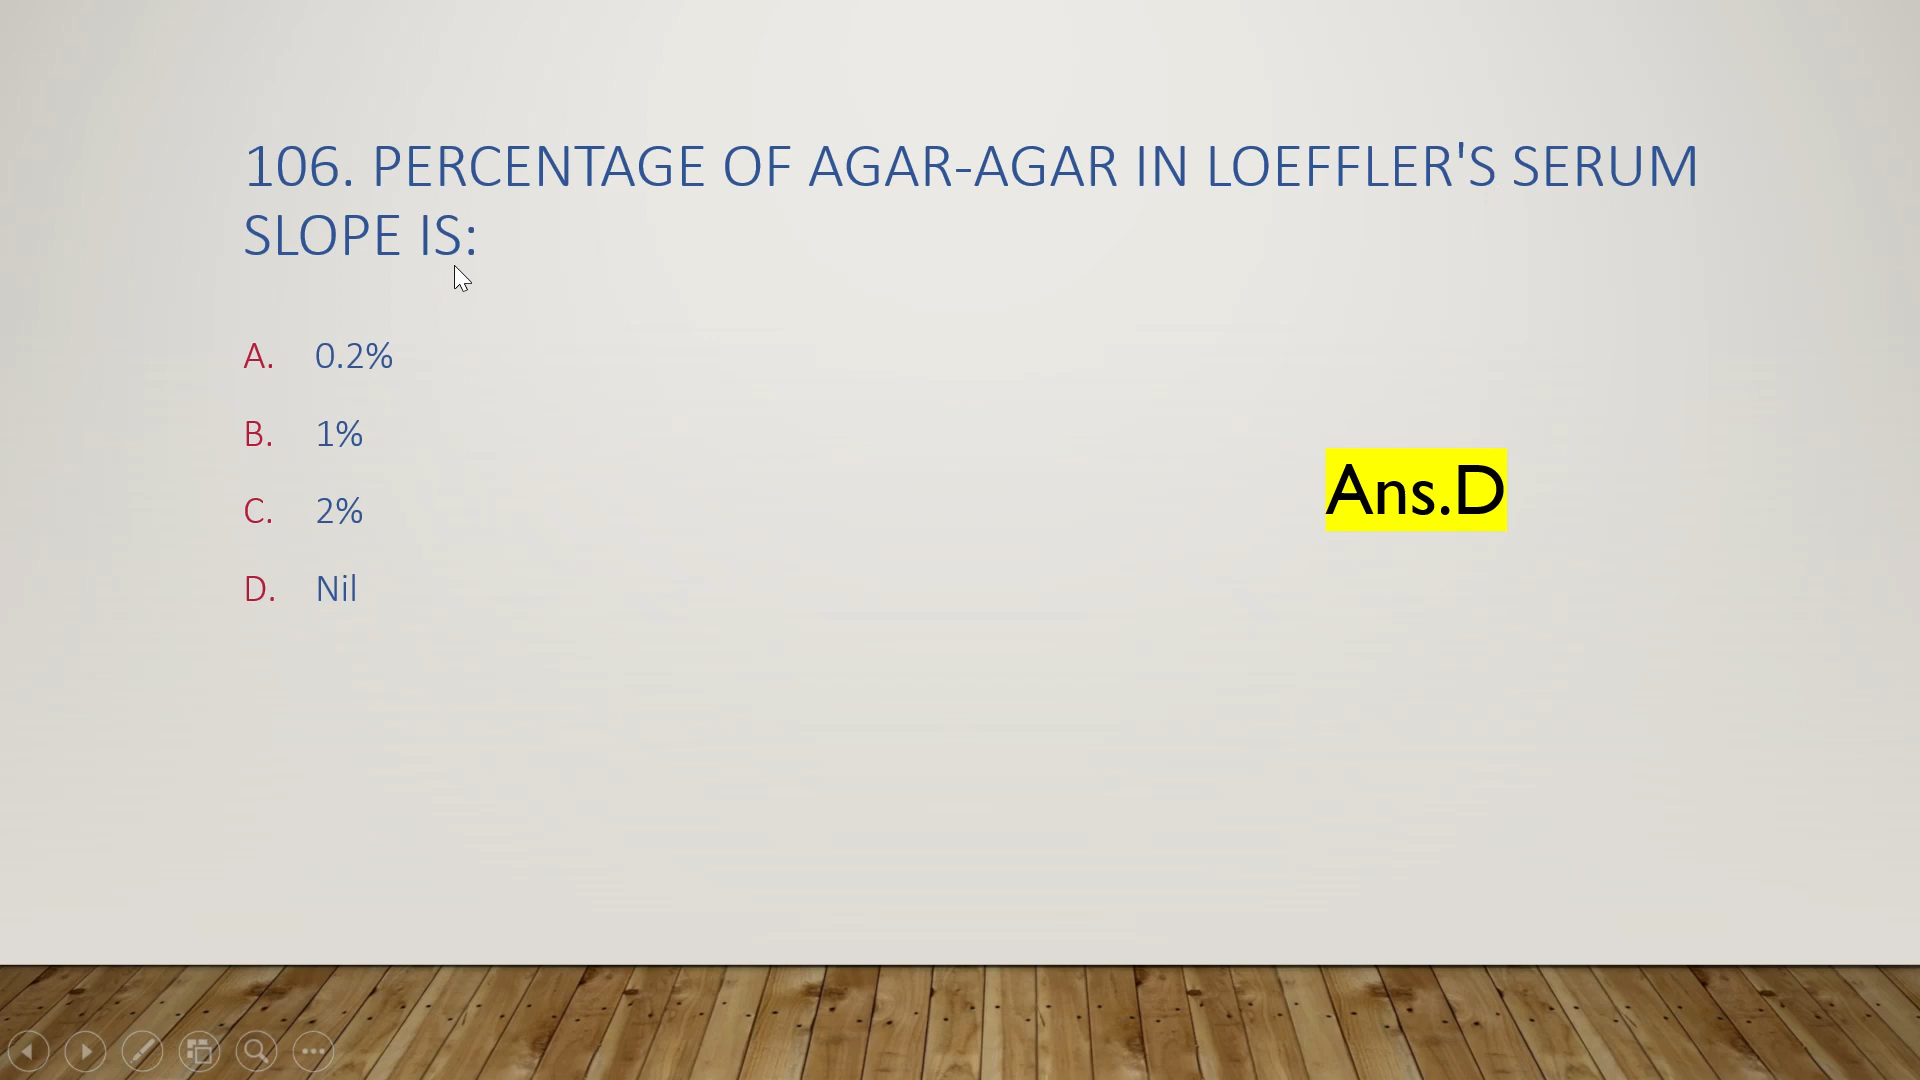 106. PERCENTAGE OF AGAR-AGAR IN LOEFFLER'S SERUM
SLOPE IS:
A. 0.2%
B. 1%
C. 2%
D. Nil
Ans.D